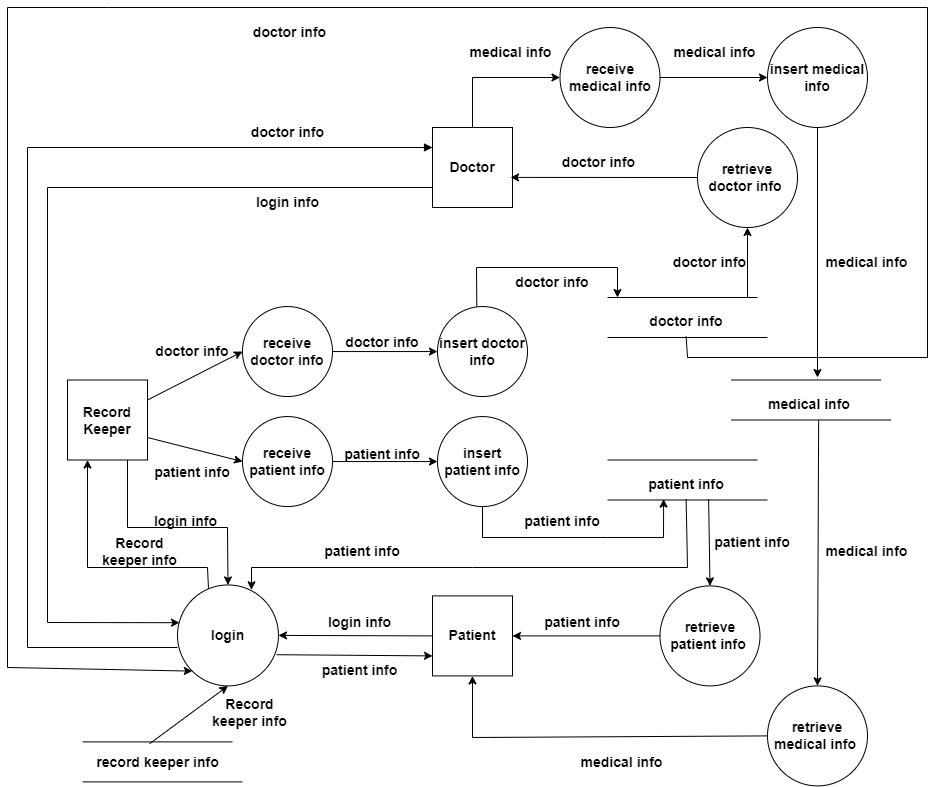 doctor info
medical info
medical info
receive
medical info
insert medical
info
doctor info
Doctor
doctor info
retrieve
doctor info
login info
doctor info
medical info
doctor info
doctor info
doctor info
receive
doctor info
doctor info
insert doctor
info
Record
Keeper
medical info
receive
patient info
patient info
insert
patient info
patient info
patient info
login info
patient info
Record
keeper info
patient info
patient info
medical info
login
login info
Patient
patient info
retrieve
patient info
patient info
Record
keeper info
retrieve
medical info
record keeper info
medical info